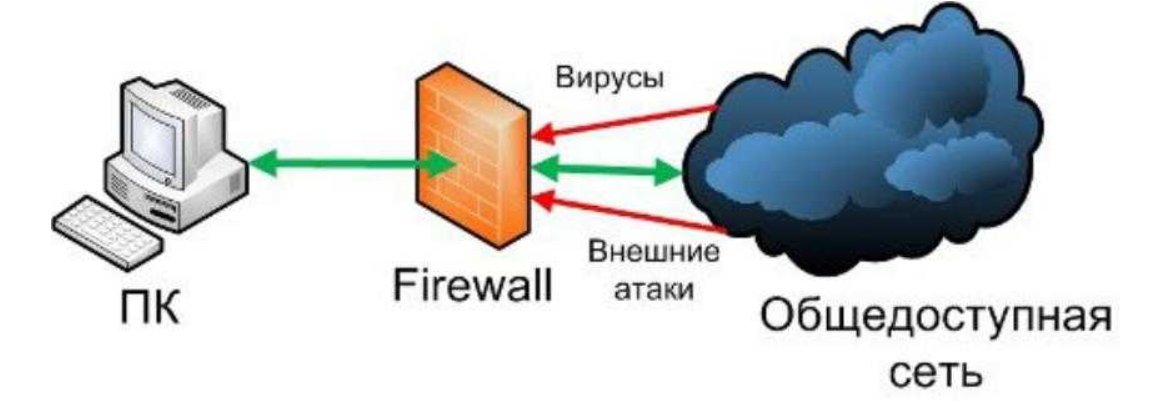 Вирусы
Внешние
атаки
ПК
Firewall
Общедоступная
сеть